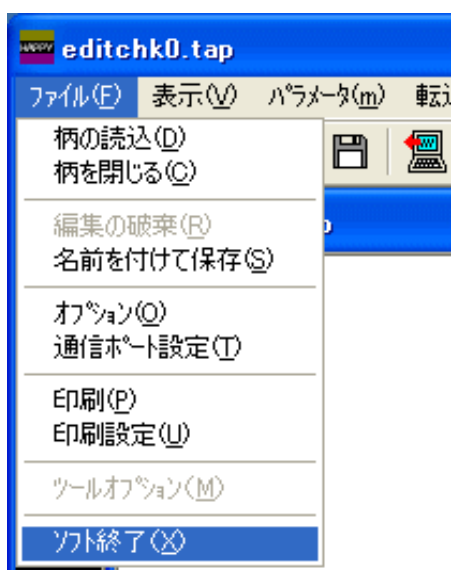 HAPPY editchk0.tap
ファイル(F) 表示(V) パラメータ(m)
柄の読込(D)
柄を閉じる(C)
編集の破棄(R)
名前を付けて保存(S)
オプション(O)
通信ポート設定(T)
印刷(P)
印刷設定(U)
ツールオプション(M)
ソフト終了(X)